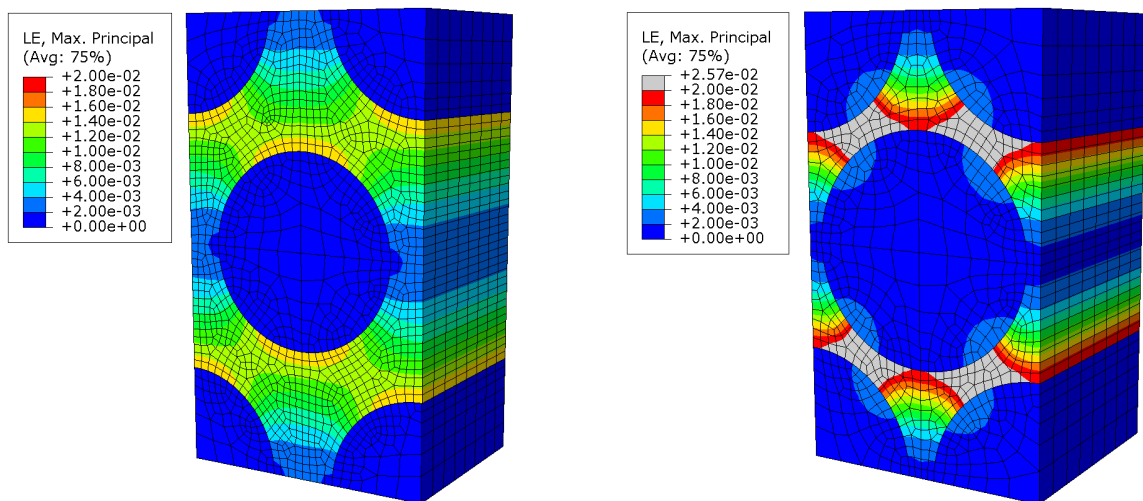 LE, Max. Principal
(Avg: 75%)
+2.00e-02
+1.80e-02
+1.60e-02
+1.40e-02
+1.20e-02
+1.00e-02
+8.00e-03
+6.00e-03
+4.00e-03
+2.00e-03
+0.00e+00
LE, Max. Principal
(Avg: 75%)
+2.57e-02
+2.00e-02
+1.80e-02
+1.60e-02
+1.40e-02
+1.20e-02
+1.00e-02
+8.00e-03
+6.00e-03
+4.00e-03
+2.00e-03
+0.00e+00